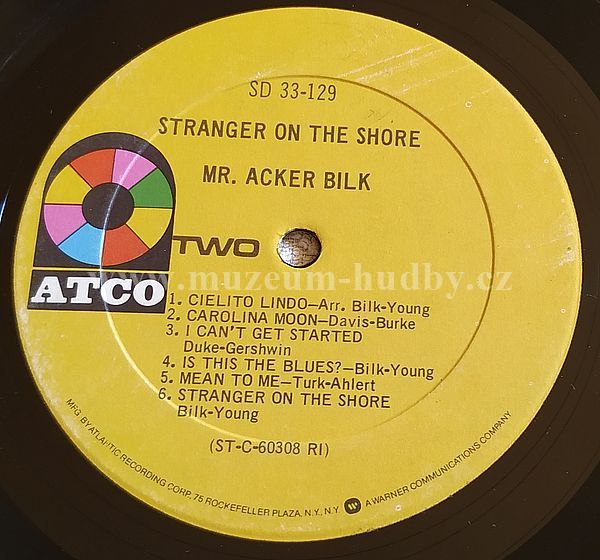 SD 33-129
STRANGER ON THE SHORE
MR. ACKER BILK
TWO
ATCO
www.muzeum-hudby.cz
1. CIELITO LINDO—Arr. Bilk-Young
2. CAROLINA MOON—Davis-Burke
3. I CAN'T GET STARTED
Duke-Gershwin
4. IS THIS THE BLUES?—Bilk-Young
5. MEAN TO ME—Turk-Ahlert
6. STRANGER ON THE SHORE
Bilk-Young
(ST-C-60308 RI)
MFG. BY ATLANTIC RECORDING CORP. 75 ROCKEFELLER PLAZA, N.Y., N.Y. W A WARNER COMMUNICATIONS COMPANY